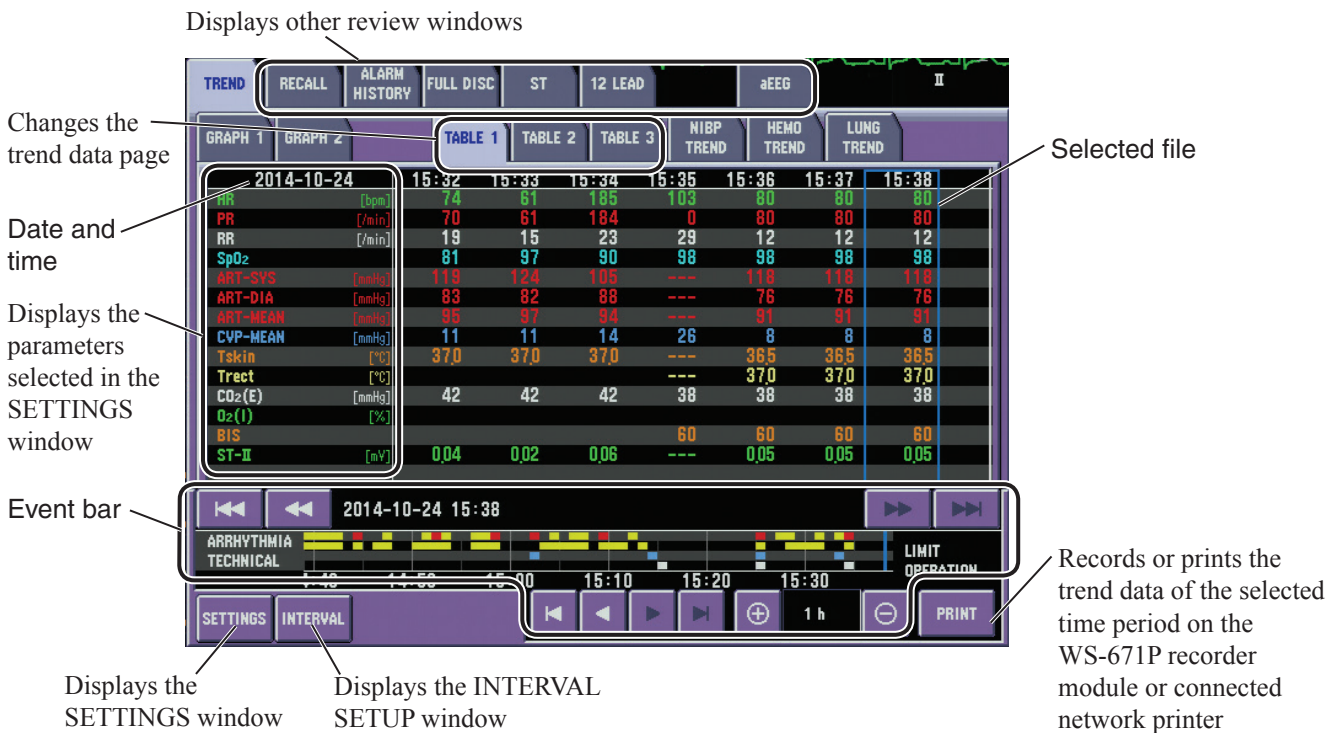 Displays other review windows
TREND RECALL ALARM HISTORY FULL DISC ST 12 LEAD aEEG II
Changes the trend data page
GRAPH 1 GRAPH 2 TABLE 1 TABLE 2 TABLE 3 NIBP TREND HEMO TREND LUNG TREND
Selected file
2014-10-24 15:32 15:33 15:34 15:35 15:36 15:37 15:38
HR [bpm] 74 61 185 103 80 80 80
PR [/min] 70 61 184 0 80 80 80
RR [/min] 19 15 23 29 12 12 12
SpO2 81 97 90 98 98 98 98
ART-SYS [mmHg] 119 124 105 --- 118 118 118
ART-DIA [mmHg] 83 82 88 --- 76 76 76
ART-MEAN [mmHg] 95 97 94 --- 91 91 91
CVP-MEAN [mmHg] 11 11 14 26 8 8 8
Tskin [°C] 37.0 37.0 37.0 --- 36.5 36.5 36.5
Trect [°C] --- 37.0 37.0 37.0
CO2(E) [mmHg] 42 42 42 38 38 38 38
O2(I) [%]
BIS 60 60 60 60
ST-II [mV] 0.04 0.02 0.06 --- 0.05 0.05 0.05
Date and time
Displays the parameters selected in the SETTINGS window
Event bar
2014-10-24 15:38
ARRHYTHMIA
TECHNICAL
LIMIT
OPERATION
15:10 15:20 15:30
SETTINGS INTERVAL 1 h PRINT
Displays the SETTINGS window
Displays the INTERVAL SETUP window
Records or prints the
trend data of the selected
time period on the
WS-671P recorder
module or connected
network printer